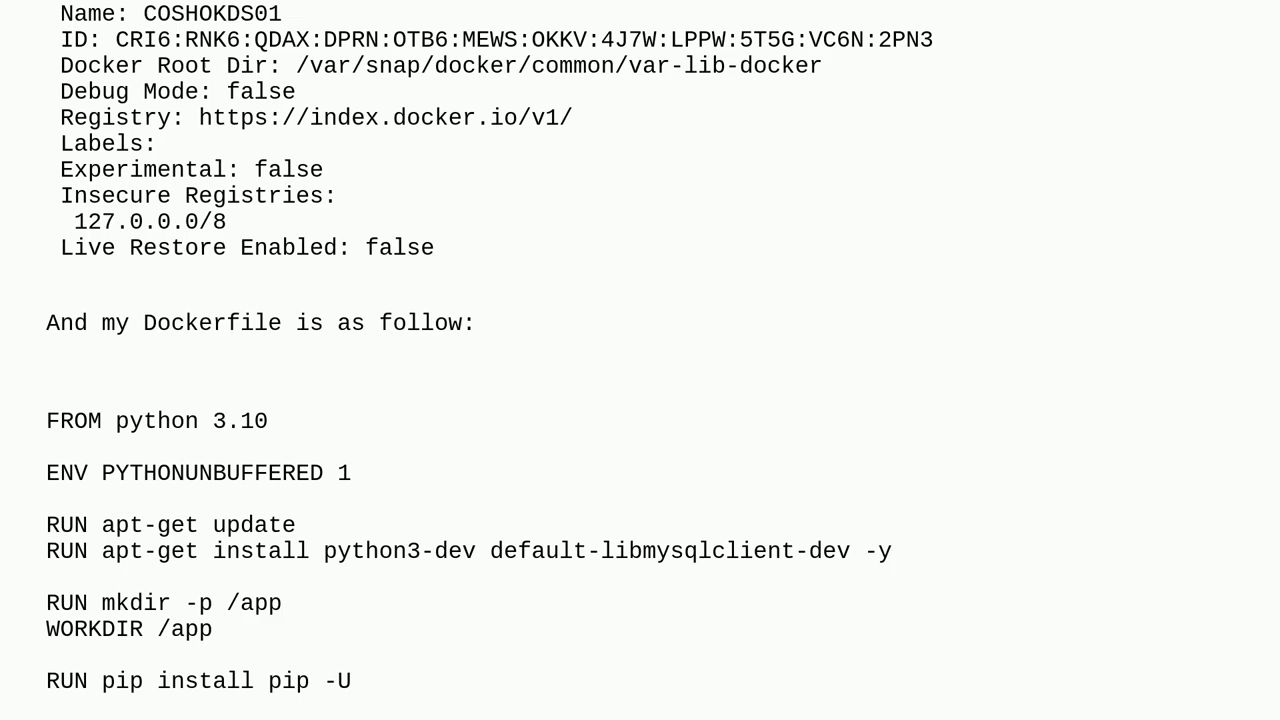 Name: COSHOKDS01
ID: CRI6:RNK6:QDAX:DPRN:OTB6:MEWS:OKKV:4J7W:LPPW:5T5G:VC6N:2PN3
Docker Root Dir: /var/snap/docker/common/var-lib-docker
Debug Mode: false
Registry: https://index.docker.io/v1/
Labels:
Experimental: false
Insecure Registries:
127.0.0.0/8
Live Restore Enabled: false
And my Dockerfile is as follow:
FROM python 3.10
ENV PYTHONUNBUFFERED 1
RUN apt-get update
RUN apt-get install python3-dev default-libmysqlclient-dev -y
RUN mkdir -p /app
WORKDIR /app
RUN pip install pip -U